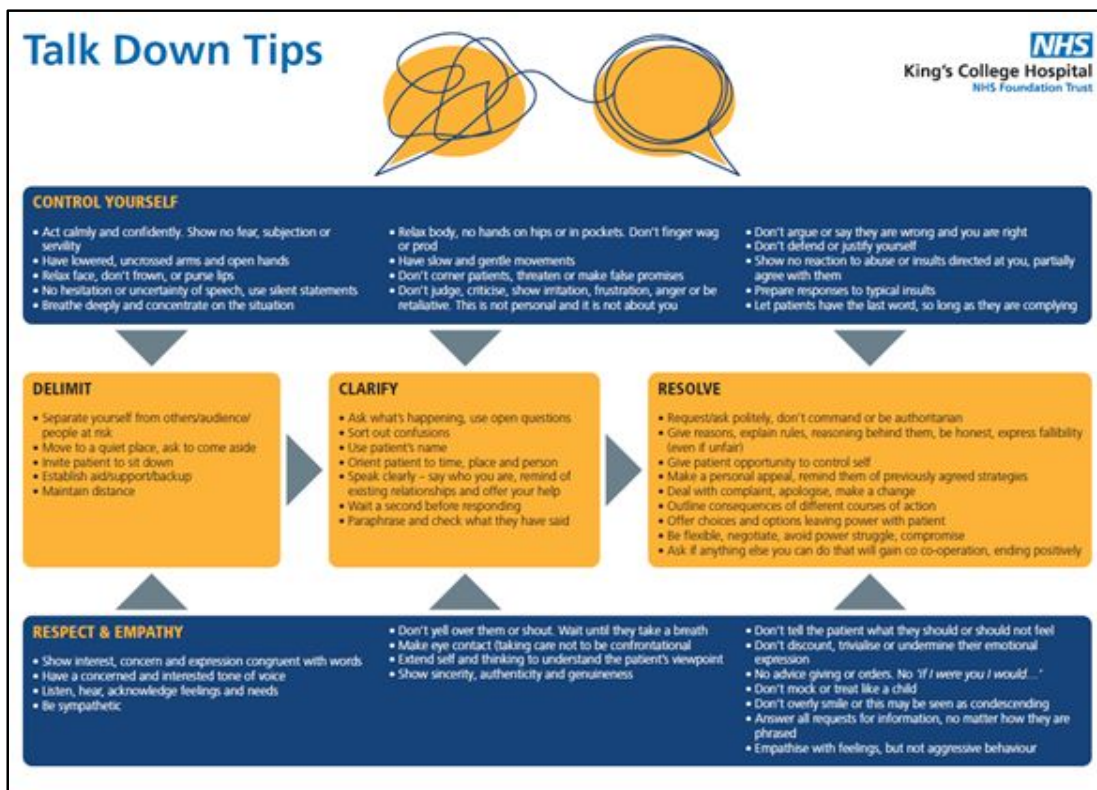 Talk Down Tips
NHS
King's College Hospital
NHS Foundation Trust
CONTROL YOURSELF
• Act calmly and confidently. Show no fear, subjection or
servility
• Have lowered, uncrossed arms and open hands
• Relax face, don't frown, or purse lips
• No hesitation or uncertainty of speech, use silent statements
• Breathe deeply and concentrate on the situation
• Relax body, no hands on hips or in pockets. Don't finger wag
or prod
• Have slow and gentle movements
• Don't corner patients, threaten or make false promises
• Don't judge, criticise, show irritation, frustration, anger or be
retaliative. This is not personal and it is not about you
• Don't argue or say they are wrong and you are right
• Don't defend or justify yourself
• Show no reaction to abuse or insults directed at you, partially
agree with them
• Prepare responses to typical insults
• Let patients have the last word, so long as they are complying
DELIMIT
• Separate yourself from others/audience/
people at risk
• Move to a quiet place, ask to come aside
• Invite patient to sit down
• Establish aid/support/backup
• Maintain distance
CLARIFY
• Ask what's happening, use open questions
• Sort out confusions
• Use patient's name
• Orient patient to time, place and person
• Speak clearly – say who you are, remind of
existing relationships and offer your help
• Wait a second before responding
• Paraphrase and check what they have said
RESOLVE
• Request/ask politely, don't command or be authoritarian
• Give reasons, explain rules, reasoning behind them, be honest, express fallibility
(even if unfair)
• Give patient opportunity to control self
• Make a personal appeal, remind them of previously agreed strategies
• Deal with complaint, apologise, make a change
• Outline consequences of different courses of action
• Offer choices and options leaving power with patient
• Be flexible, negotiate, avoid power struggle, compromise
• Ask if anything else you can do that will gain co co-operation, ending positively
RESPECT & EMPATHY
• Show interest, concern and expression congruent with words
• Have a concerned and interested tone of voice
• Listen, hear, acknowledge feelings and needs
• Be sympathetic
• Don't yell over them or shout. Wait until they take a breath
• Make eye contact (taking care not to be confrontational
• Extend self and thinking to understand the patient's viewpoint
• Show sincerity, authenticity and genuineness
• Don't tell the patient what they should or should not feel
• Don't discount, trivialise or undermine their emotional
expression
• No advice giving or orders. No 'If I were you I would...'
• Don't mock or treat like a child
• Don't overly smile or this may be seen as condescending
• Answer all requests for information, no matter how they are
phrased
• Empathise with feelings, but not aggressive behaviour